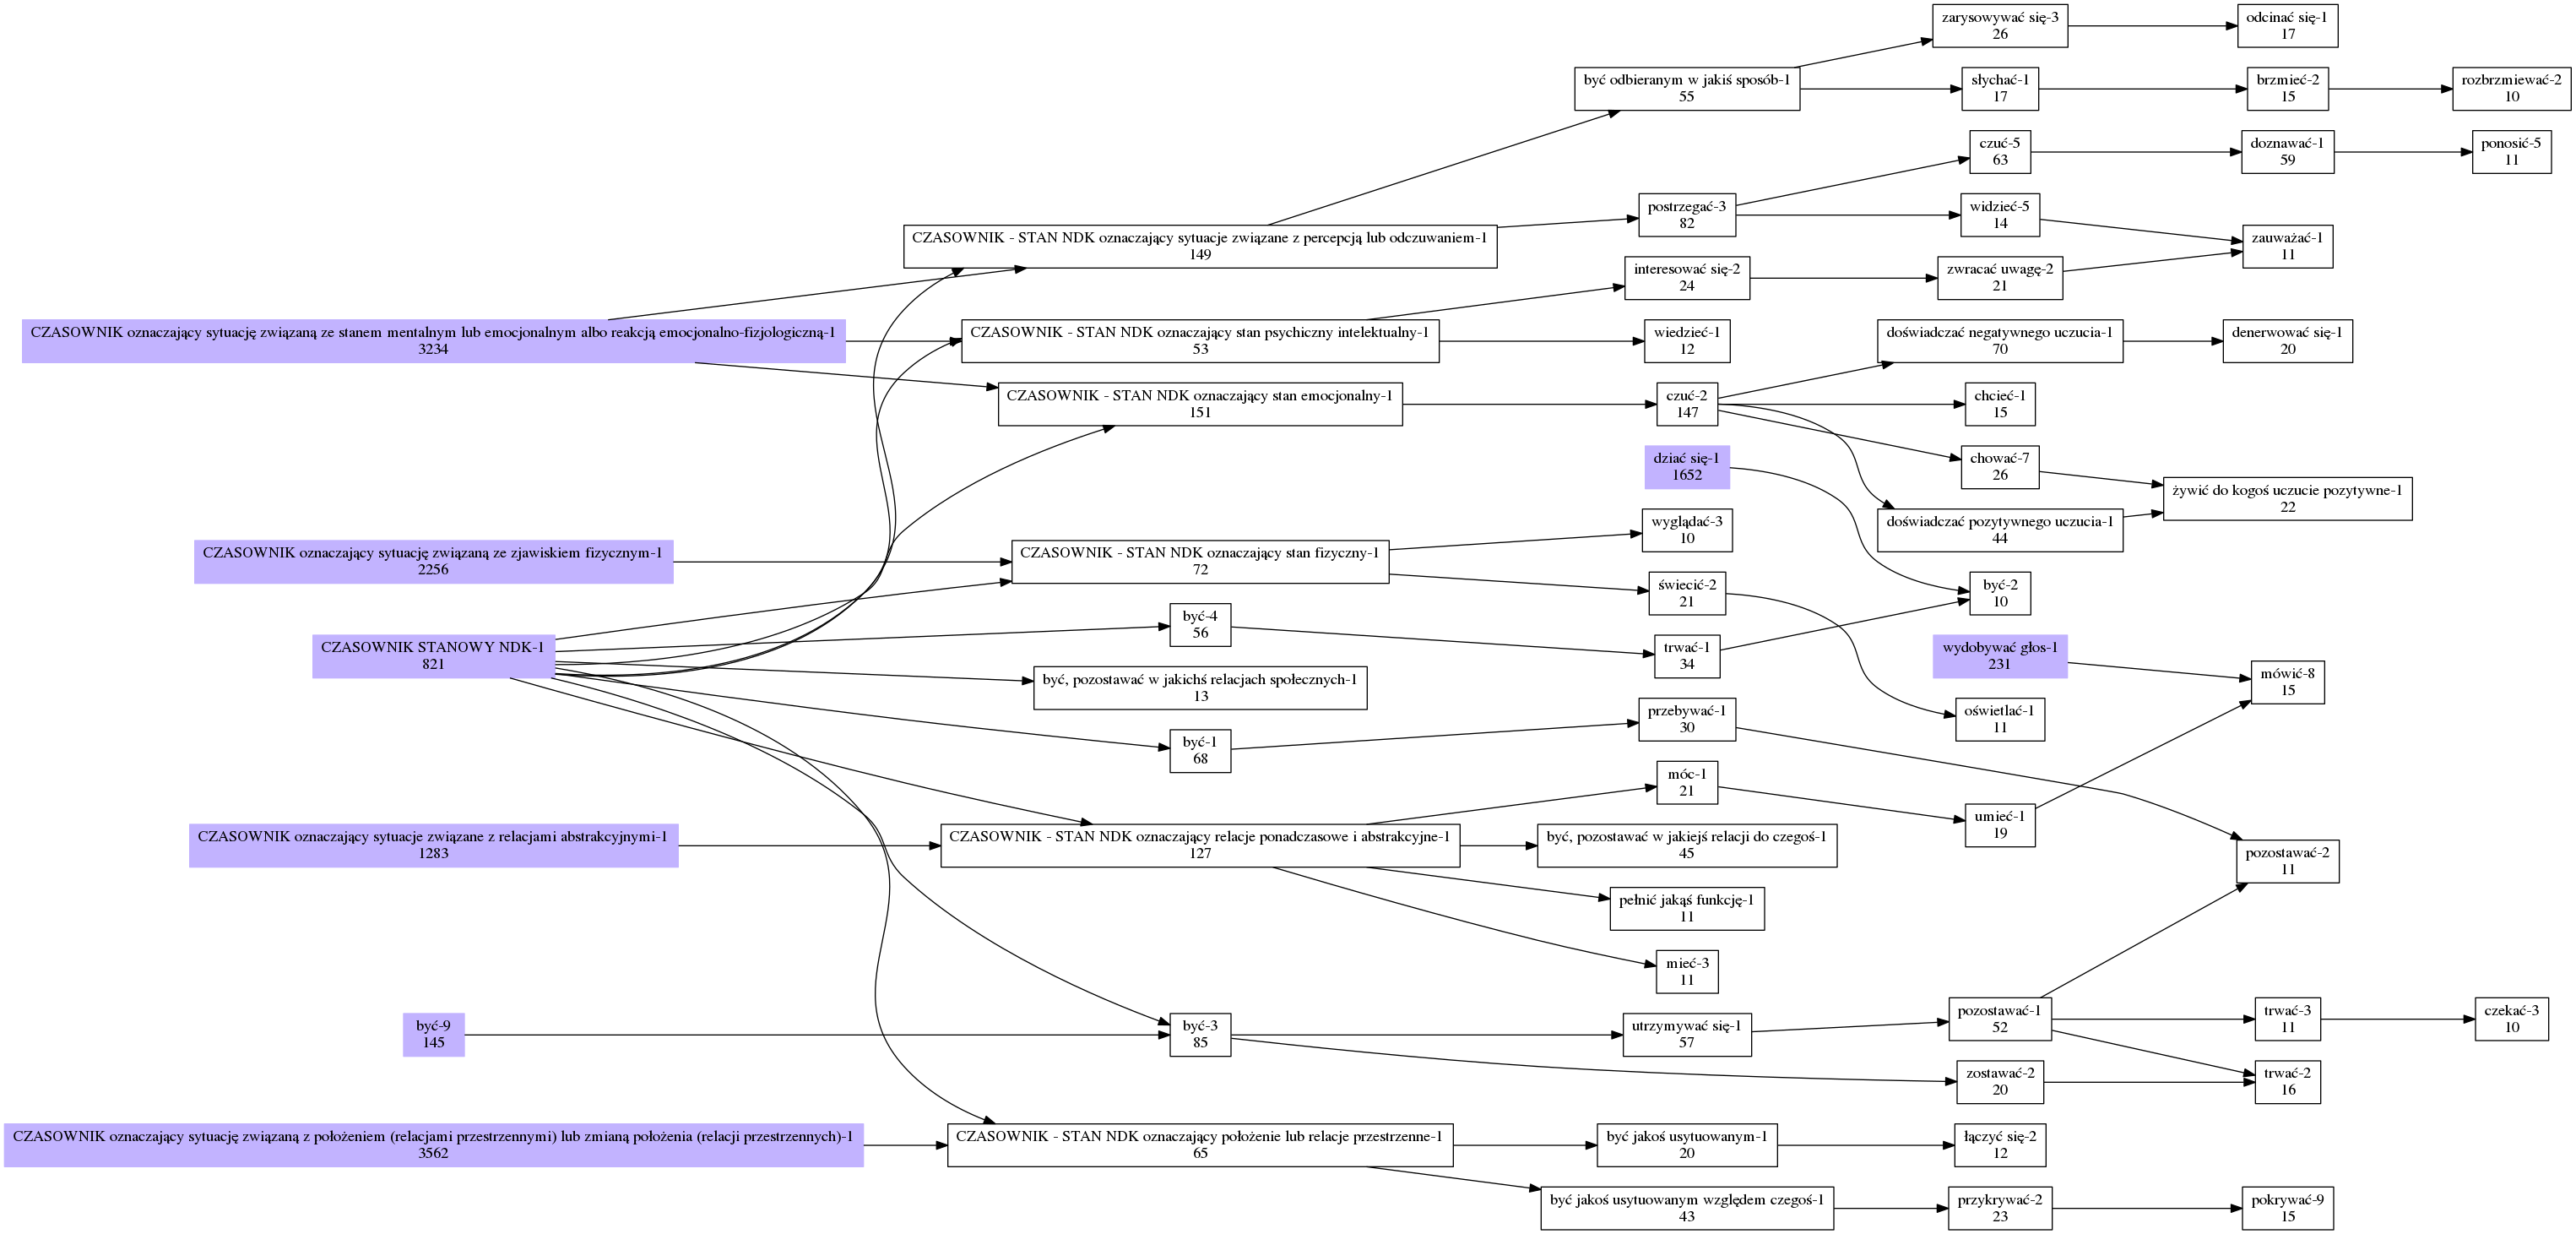 zarysowywać się-3
26
odcinać się-1
17
być odbieranym w jakiś sposób-1
55
słychać-1
17
brzmieć-2
15
rozbrzmiewać-2
10
czuć-5
63
doznawać-1
59
ponosić-5
11
postrzegać-3
82
widzieć-5
14
CZASOWNIK - STAN NDK oznaczający sytuacje związane z percepcją lub odczuwaniem-1
149
zauważać-1
11
interesować się-2
24
zwracać uwagę-2
21
CZASOWNIK oznaczający sytuację związaną ze stanem mentalnym lub emocjonalnym albo reakcją emocjonalno-fizjologiczną-1
3234
CZASOWNIK - STAN NDK oznaczający stan psychiczny intelektualny-1
53
wiedzieć-1
12
doświadczać negatywnego uczucia-1
70
denerwować się-1
20
CZASOWNIK - STAN NDK oznaczający stan emocjonalny-1
151
czuć-2
147
chcieć-1
15
dziać się-1
1652
chować-7
26
żywić do kogoś uczucie pozytywne-1
22
wyglądać-3
10
doświadczać pozytywnego uczucia-1
44
CZASOWNIK oznaczający sytuację związaną ze zjawiskiem fizycznym-1
2256
CZASOWNIK - STAN NDK oznaczający stan fizyczny-1
72
świecić-2
21
być-2
10
być-4
56
CZASOWNIK STANOWY NDK-1
821
trwać-1
34
wydobywać głos-1
231
mówić-8
15
być, pozostawać w jakichś relacjach społecznych-1
13
przebywać-1
30
oświetlać-1
11
być-1
68
móc-1
21
umieć-1
19
CZASOWNIK oznaczający sytuacje związane z relacjami abstrakcyjnymi-1
1283
CZASOWNIK - STAN NDK oznaczający relacje ponadczasowe i abstrakcyjne-1
127
być, pozostawać w jakiejś relacji do czegoś-1
45
pozostawać-2
11
pełnić jakąś funkcję-1
11
mieć-3
11
być-9
145
być-3
85
utrzymywać się-1
57
pozostawać-1
52
trwać-3
11
czekać-3
10
zostawać-2
20
trwać-2
16
CZASOWNIK oznaczający sytuację związaną z położeniem (relacjami przestrzennymi) lub zmianą położenia (relacji przestrzennych)-1
3562
CZASOWNIK - STAN NDK oznaczający położenie lub relacje przestrzenne-1
65
być jakoś usytuowanym-1
20
łączyć się-2
12
być jakoś usytuowanym względem czegoś-1
43
przykrywać-2
23
pokrywać-9
15